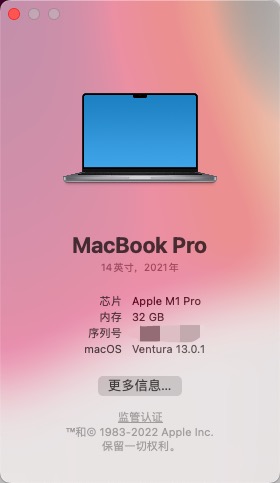 MacBook Pro
14英寸，2021年
芯片 Apple M1 Pro
内存 32 GB
序列号
macOS Ventura 13.0.1
更多信息...
监管认证
™和© 1983-2022 Apple Inc.
保留一切权利。